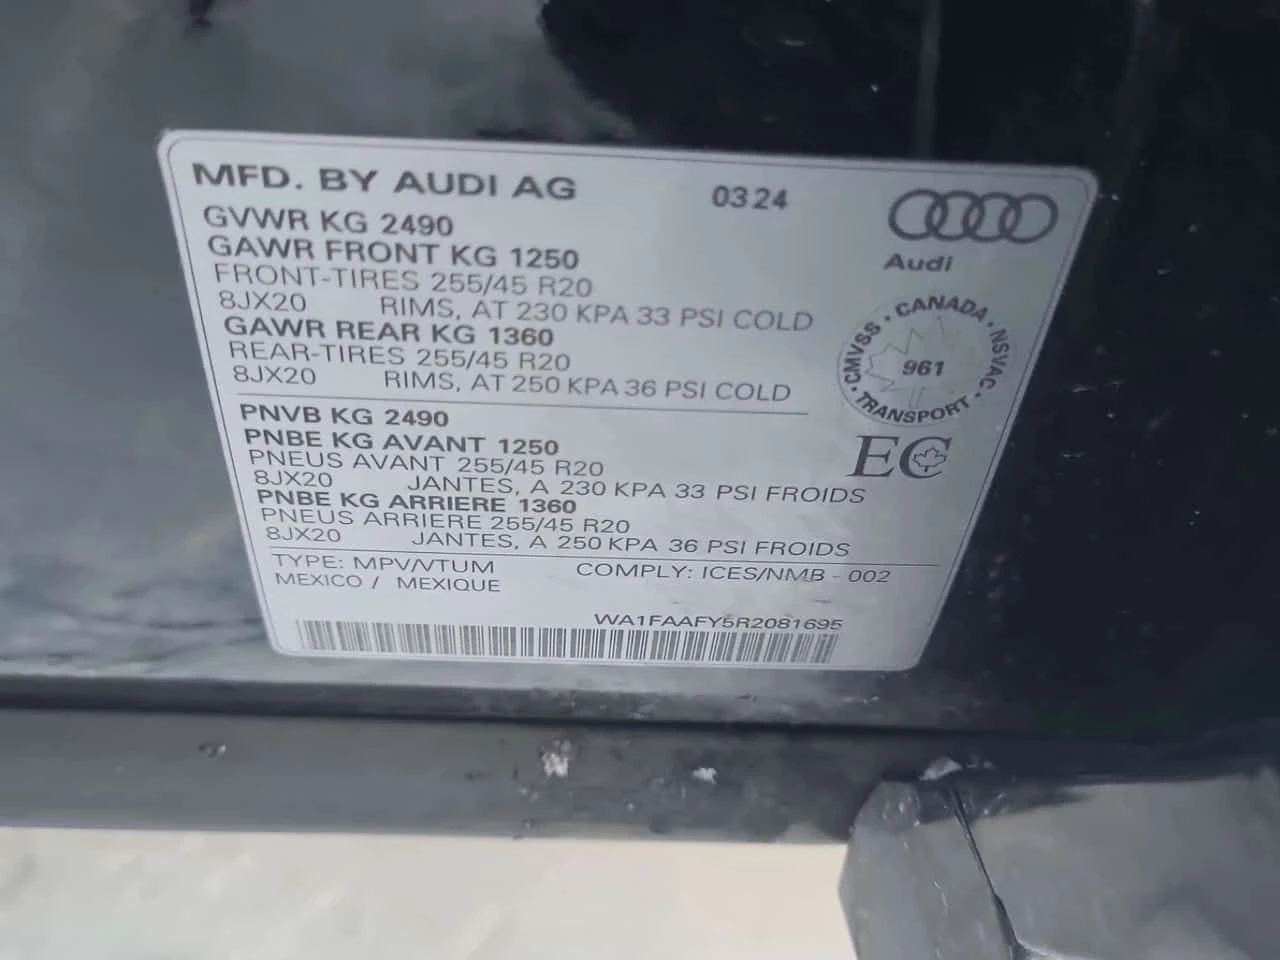 MFD. BY AUDI AG 0324
GVWR KG 2490
GAWR FRONT KG 1250
FRONT-TIRES 255/45 R20
8JX20 RIMS, AT 230 KPA 33 PSI COLD
GAWR REAR KG 1360
REAR-TIRES 255/45 R20
8JX20 RIMS, AT 250 KPA 36 PSI COLD
Audi
CMVSS · CANADA · NSVAC · TRANSPORT ·
961
PNVB KG 2490
PNBE KG AVANT 1250
PNEUS AVANT 255/45 R20
8JX20 JANTES, A 230 KPA 33 PSI FROIDS
PNBE KG ARRIERE 1360
PNEUS ARRIERE 255/45 R20
8JX20 JANTES, A 250 KPA 36 PSI FROIDS
EC
TYPE: MPV/VTUM COMPLY: ICES/NMB - 002
MEXICO / MEXIQUE
WA1FAAFY5R2081695